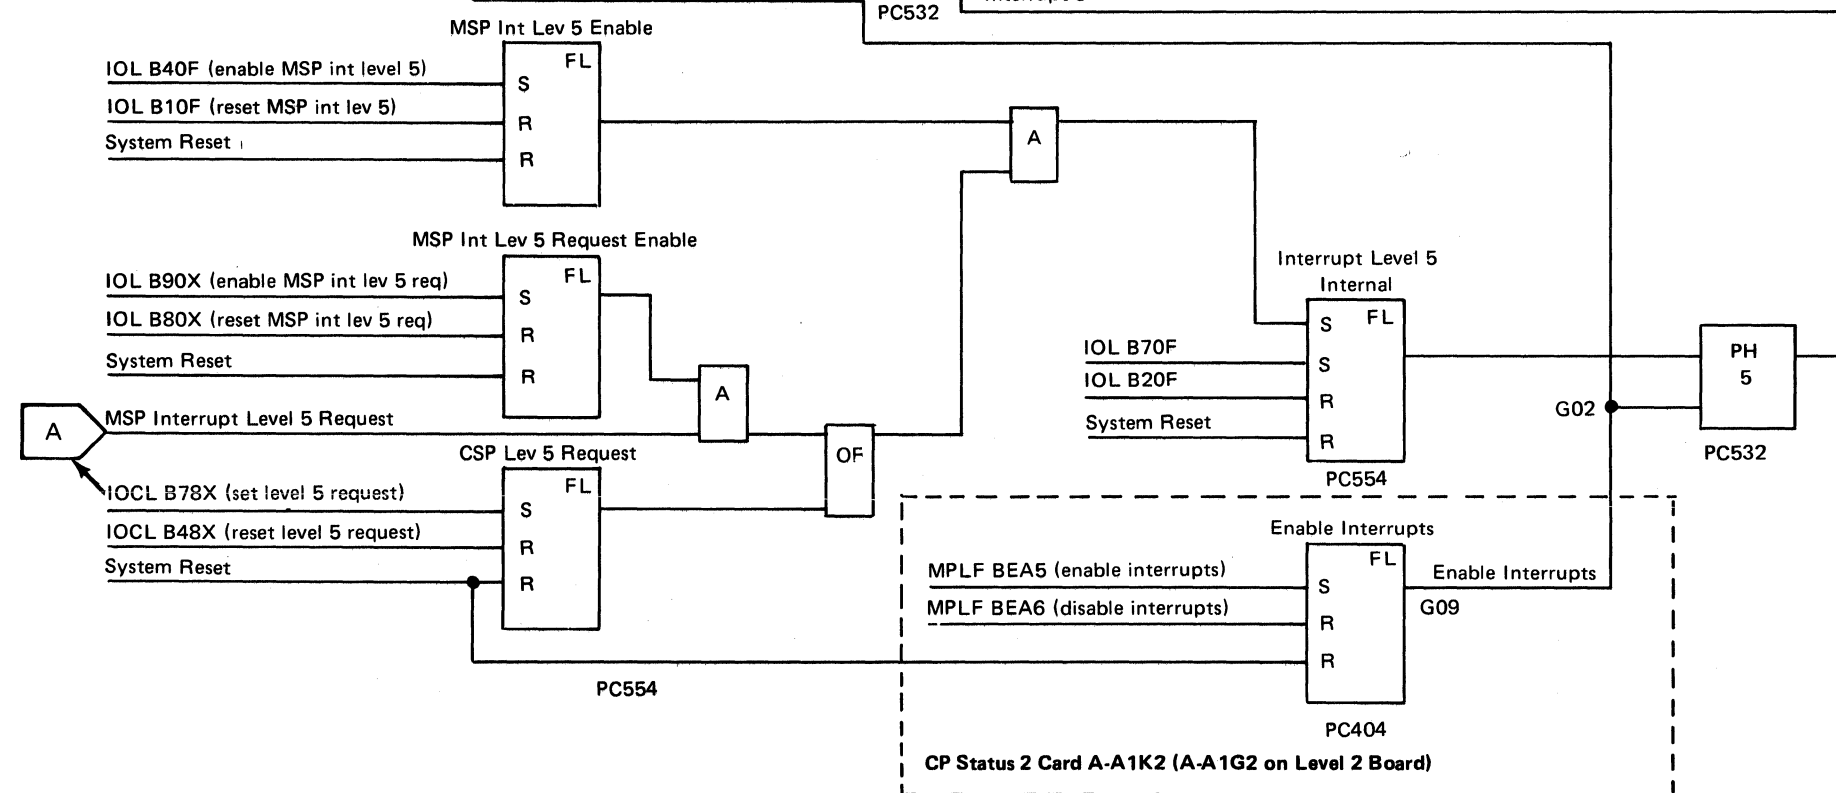 PC532
MSP Int Lev 5 Enable
FL
IOL B40F (enable MSP int level 5)
S
IOL B10F (reset MSP int lev 5)
R
System Reset
R
A
MSP Int Lev 5 Request Enable
FL
IOL B90X (enable MSP int lev 5 req)
S
IOL B80X (reset MSP int lev 5 req)
R
System Reset
R
A
A
MSP Interrupt Level 5 Request
OF
CSP Lev 5 Request
FL
IOCL B78X (set level 5 request)
S
IOCL B48X (reset level 5 request)
R
System Reset
R
PC554
Interrupt Level 5
Internal
S FL
IOL B70F
S
IOL B20F
R
System Reset
R
PC554
PH
5
G02
PC532
Enable Interrupts
FL
MPLF BEA5 (enable interrupts)
S
Enable Interrupts
G09
MPLF BEA6 (disable interrupts)
R
R
PC404
CP Status 2 Card A-A1K2 (A-A1G2 on Level 2 Board)